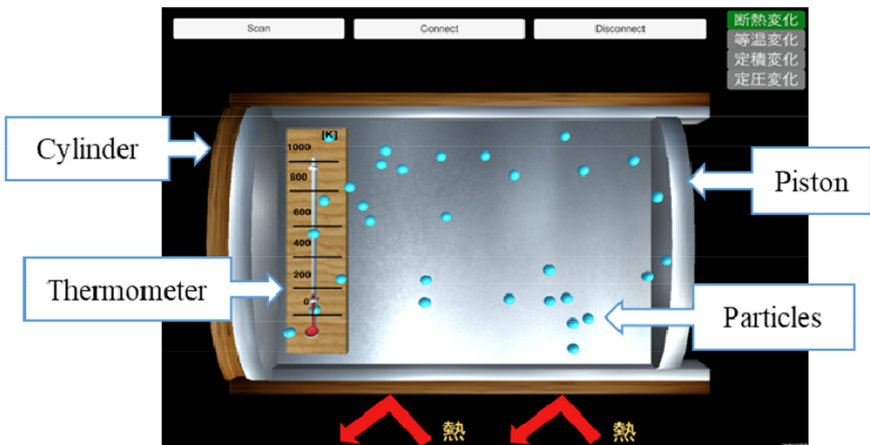 Scan
Connect
Disconnect
断熱変化
等温変化
定積変化
定圧変化
Cylinder
Piston
Thermometer
Particles
[K]
1000
800
600
400
200
0
熱
熱